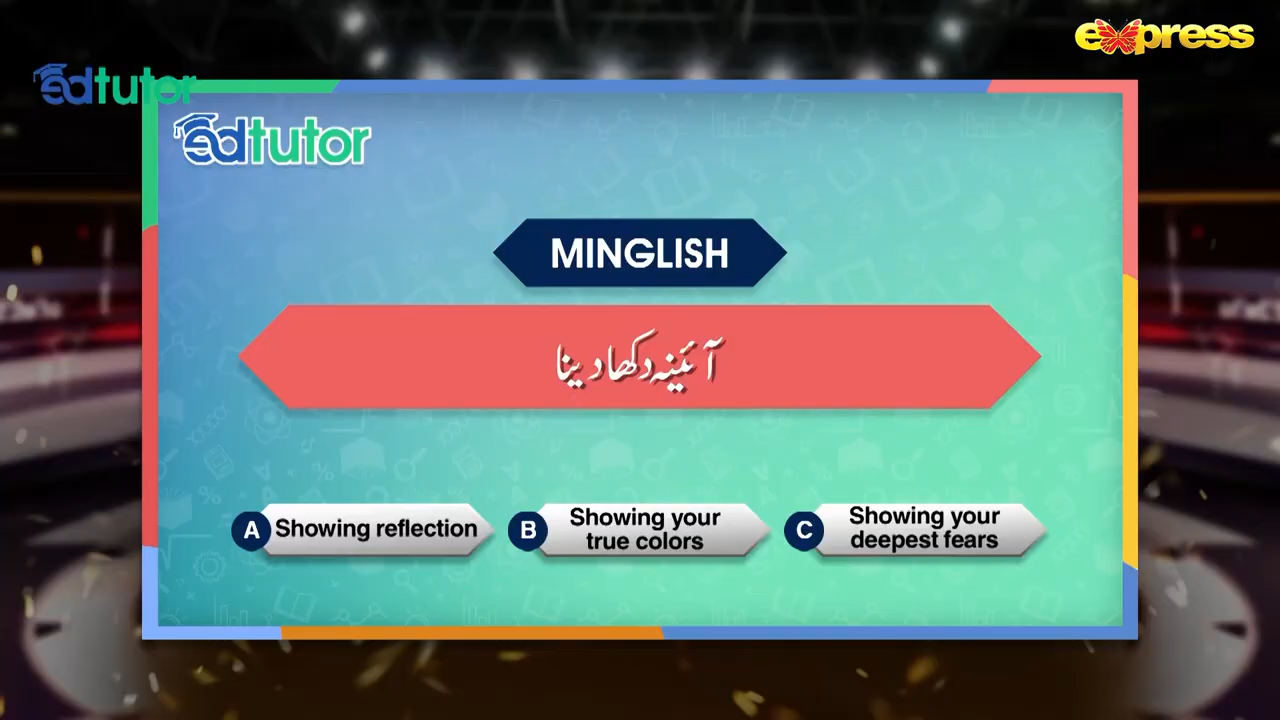 express
edtutor
edtutor
MINGLISH
آئینہ دکھا دینا
A Showing reflection
B Showing your
true colors
C Showing your
deepest fears